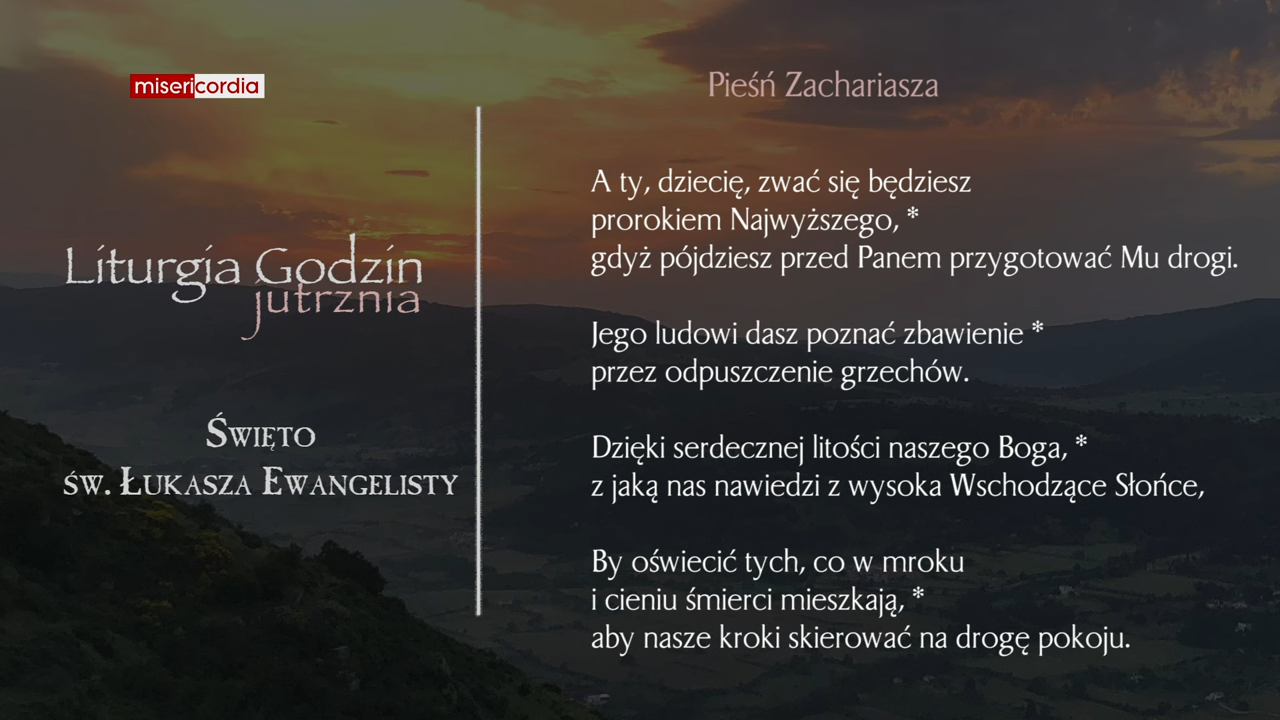 misericordia
Liturgia Godzin
jutrznia
Święto
św. Łukasza Ewangelisty
Pieśń Zachariasza
A ty, dziecię, zwać się będziesz
prorokiem Najwyższego, *
gdyż pójdziesz przed Panem przygotować Mu drogi.
Jego ludowi dasz poznać zbawienie *
przez odpuszczenie grzechów.
Dzięki serdecznej litości naszego Boga, *
z jaką nas nawiedzi z wysoka Wschodzące Słońce,
By oświecić tych, co w mroku
i cieniu śmierci mieszkają, *
aby nasze kroki skierować na drogę pokoju.